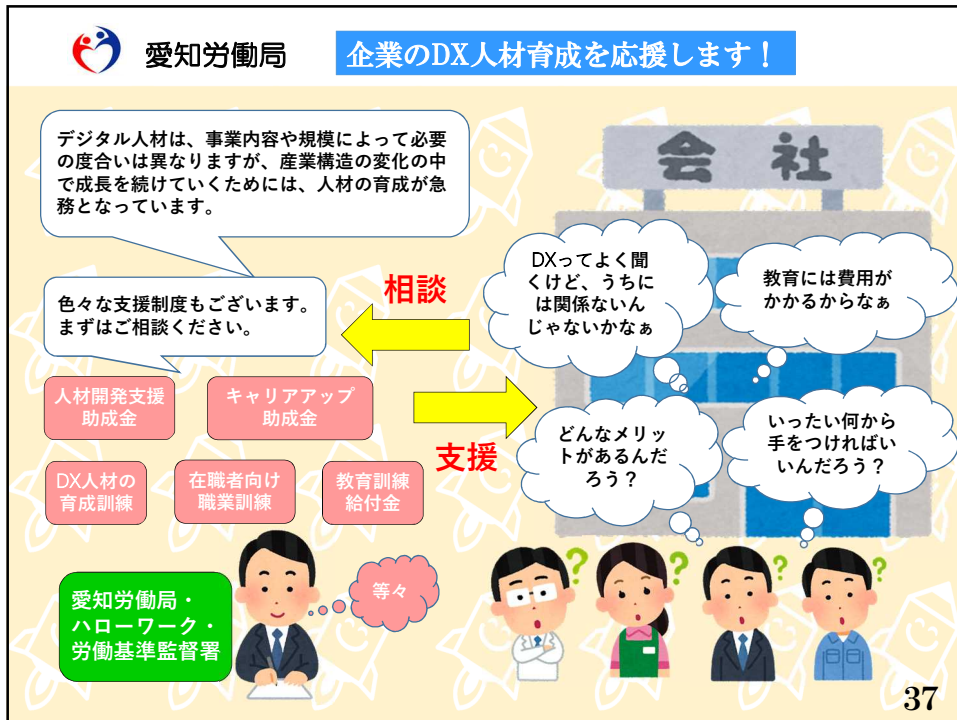 愛知労働局
企業のDX人材育成を応援します！
デジタル人材は、事業内容や規模によって必要
の度合いは異なりますが、産業構造の変化の中
で成長を続けていくためには、人材の育成が急
務となっています。
色々な支援制度もございます。
まずはご相談ください。
相談
支援
人材開発支援
助成金
キャリアアップ
助成金
DX人材の
育成訓練
在職者向け
職業訓練
教育訓練
給付金
等々
愛知労働局・
ハローワーク・
労働基準監督署
会社
DXってよく聞
くけど、うちに
は関係ないん
じゃないかなぁ
教育には費用が
かかるからなぁ
どんなメリッ
トがあるんだ
ろう？
いったい何から
手をつければい
いんだろう？
?
?
?
?
37